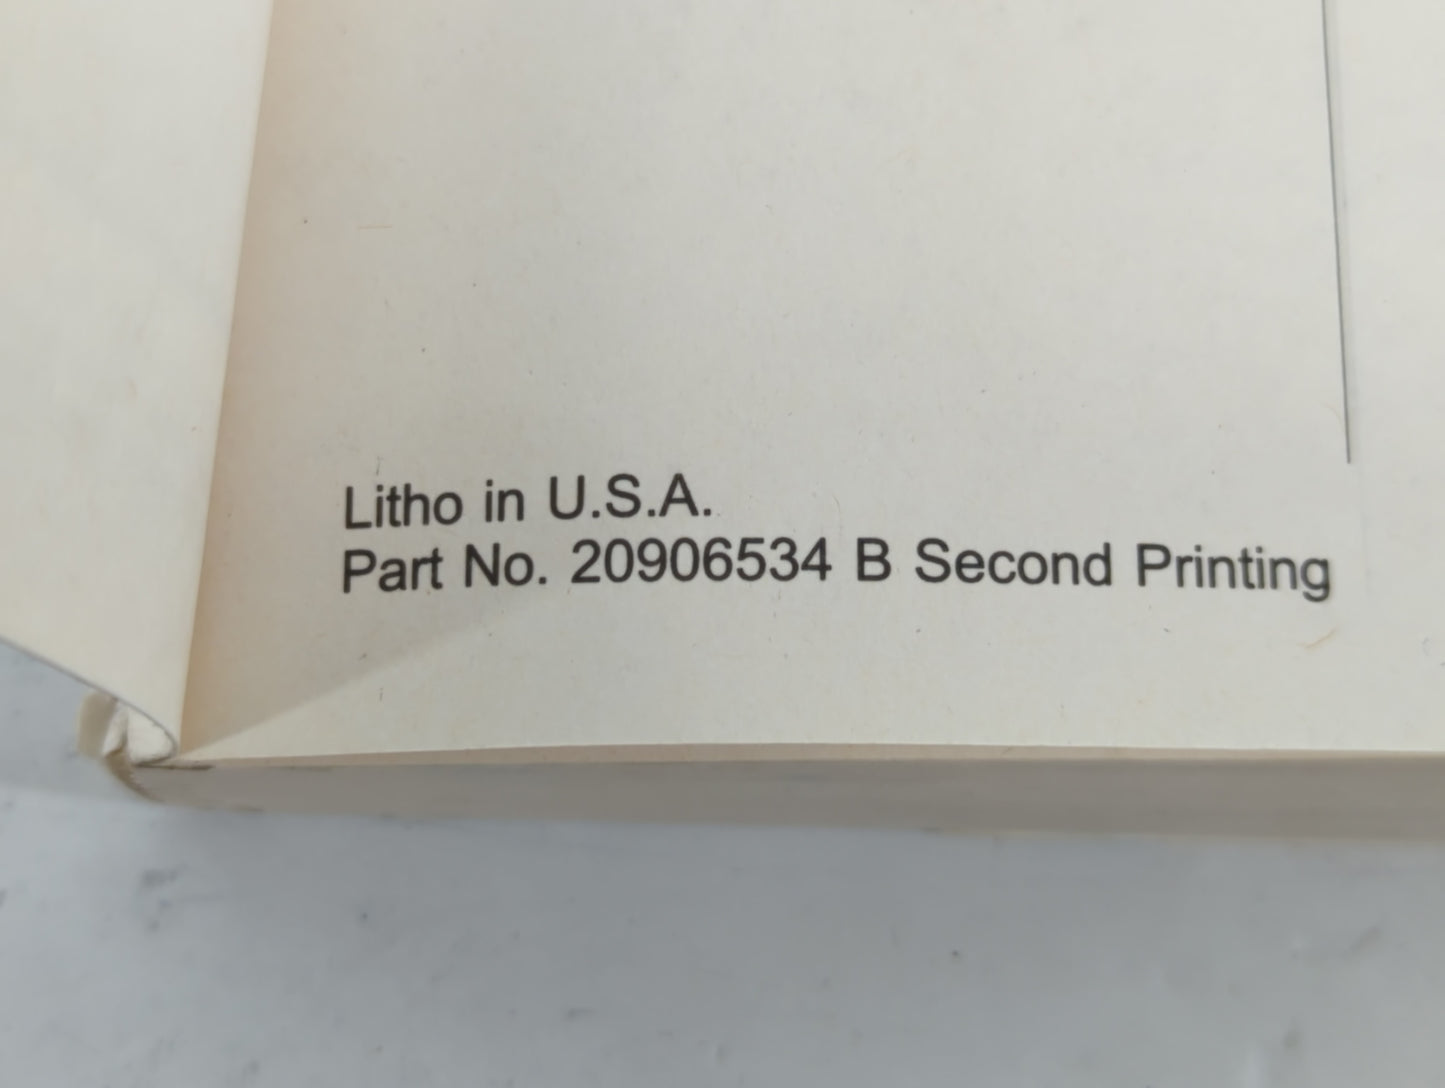 Litho in U.S.A.
Part No. 20906534 B Second Printing